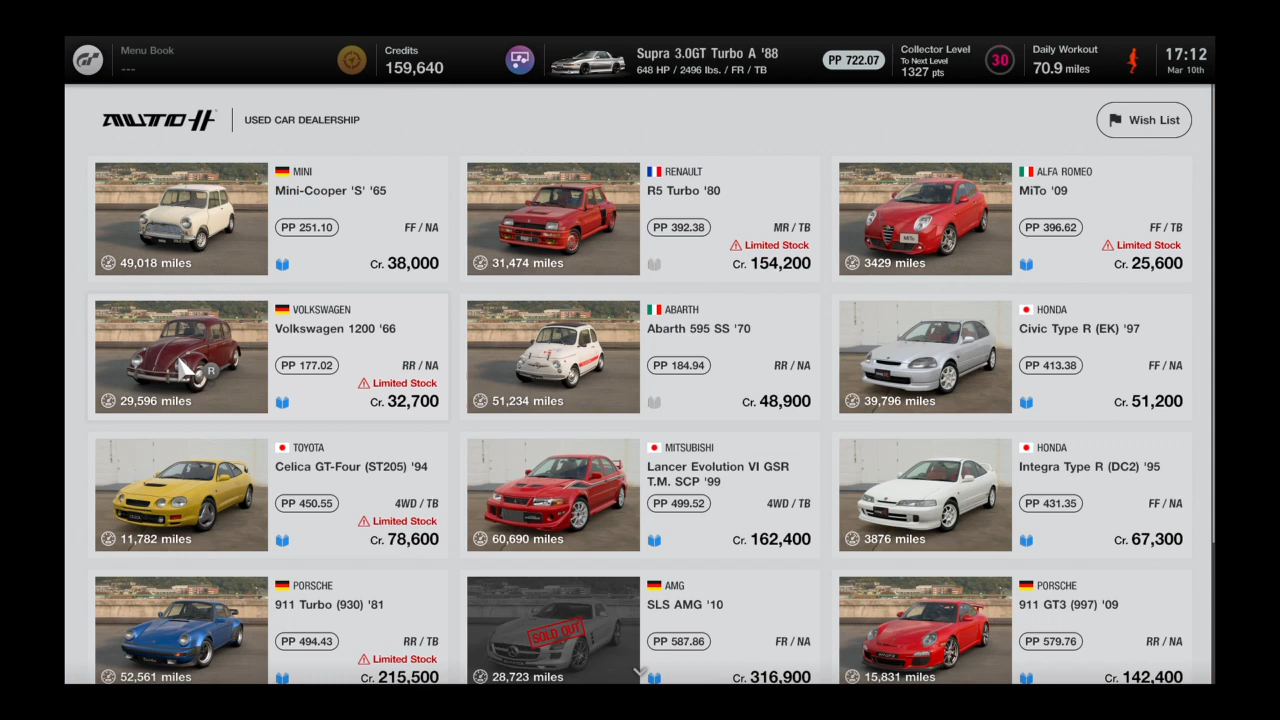 Menu Book
---
Credits
159,640
Supra 3.0GT Turbo A '88
648 HP / 2496 lbs. / FR / TB
PP 722.07
Collector Level
To Next Level
1327 pts
30
Daily Workout
70.9 miles
17:12
Mar 10th
AUTO
USED CAR DEALERSHIP
Wish List
MINI
Mini-Cooper 'S' '65
PP 251.10
FF / NA
49,018 miles
Cr. 38,000
RENAULT
R5 Turbo '80
PP 392.38
MR / TB
Limited Stock
31,474 miles
Cr. 154,200
ALFA ROMEO
MiTo '09
PP 396.62
FF / TB
Limited Stock
MiTo
3429 miles
Cr. 25,600
VOLKSWAGEN
Volkswagen 1200 '66
PP 177.02
RR / NA
R
Limited Stock
29,596 miles
Cr. 32,700
ABARTH
Abarth 595 SS '70
PP 184.94
RR / NA
51,234 miles
Cr. 48,900
HONDA
Civic Type R (EK) '97
PP 413.38
FF / NA
39,796 miles
Cr. 51,200
TOYOTA
Celica GT-Four (ST205) '94
PP 450.55
4WD / TB
Limited Stock
CELICA
11,782 miles
Cr. 78,600
MITSUBISHI
Lancer Evolution VI GSR
T.M. SCP '99
PP 499.52
4WD / TB
60,690 miles
Cr. 162,400
HONDA
Integra Type R (DC2) '95
PP 431.35
FF / NA
3876 miles
Cr. 67,300
PORSCHE
911 Turbo (930) '81
PP 494.43
RR / TB
Limited Stock
52,561 miles
Cr. 215,500
AMG
SLS AMG '10
PP 587.86
FR / NA
SOLD OUT
28,723 miles
Cr. 316,900
PORSCHE
911 GT3 (997) '09
PP 579.76
RR / NA
15,831 miles
Cr. 142,400